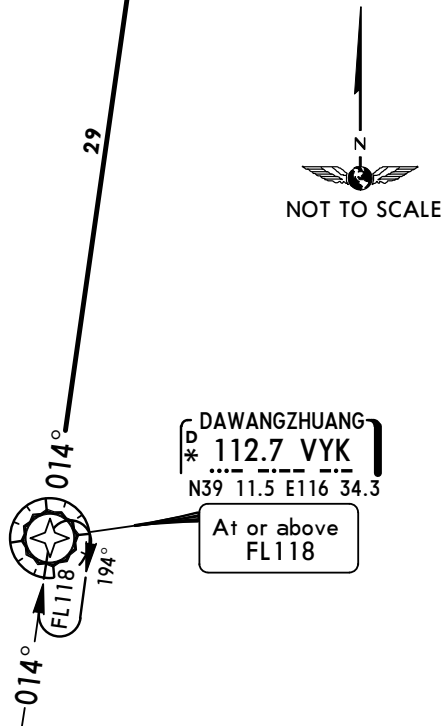 29
N
NOT TO SCALE
DAWANGZHUANG
D
* 112.7 VYK
N39 11.5 E116 34.3
At or above
FL118
014°
FL118
194°
014°